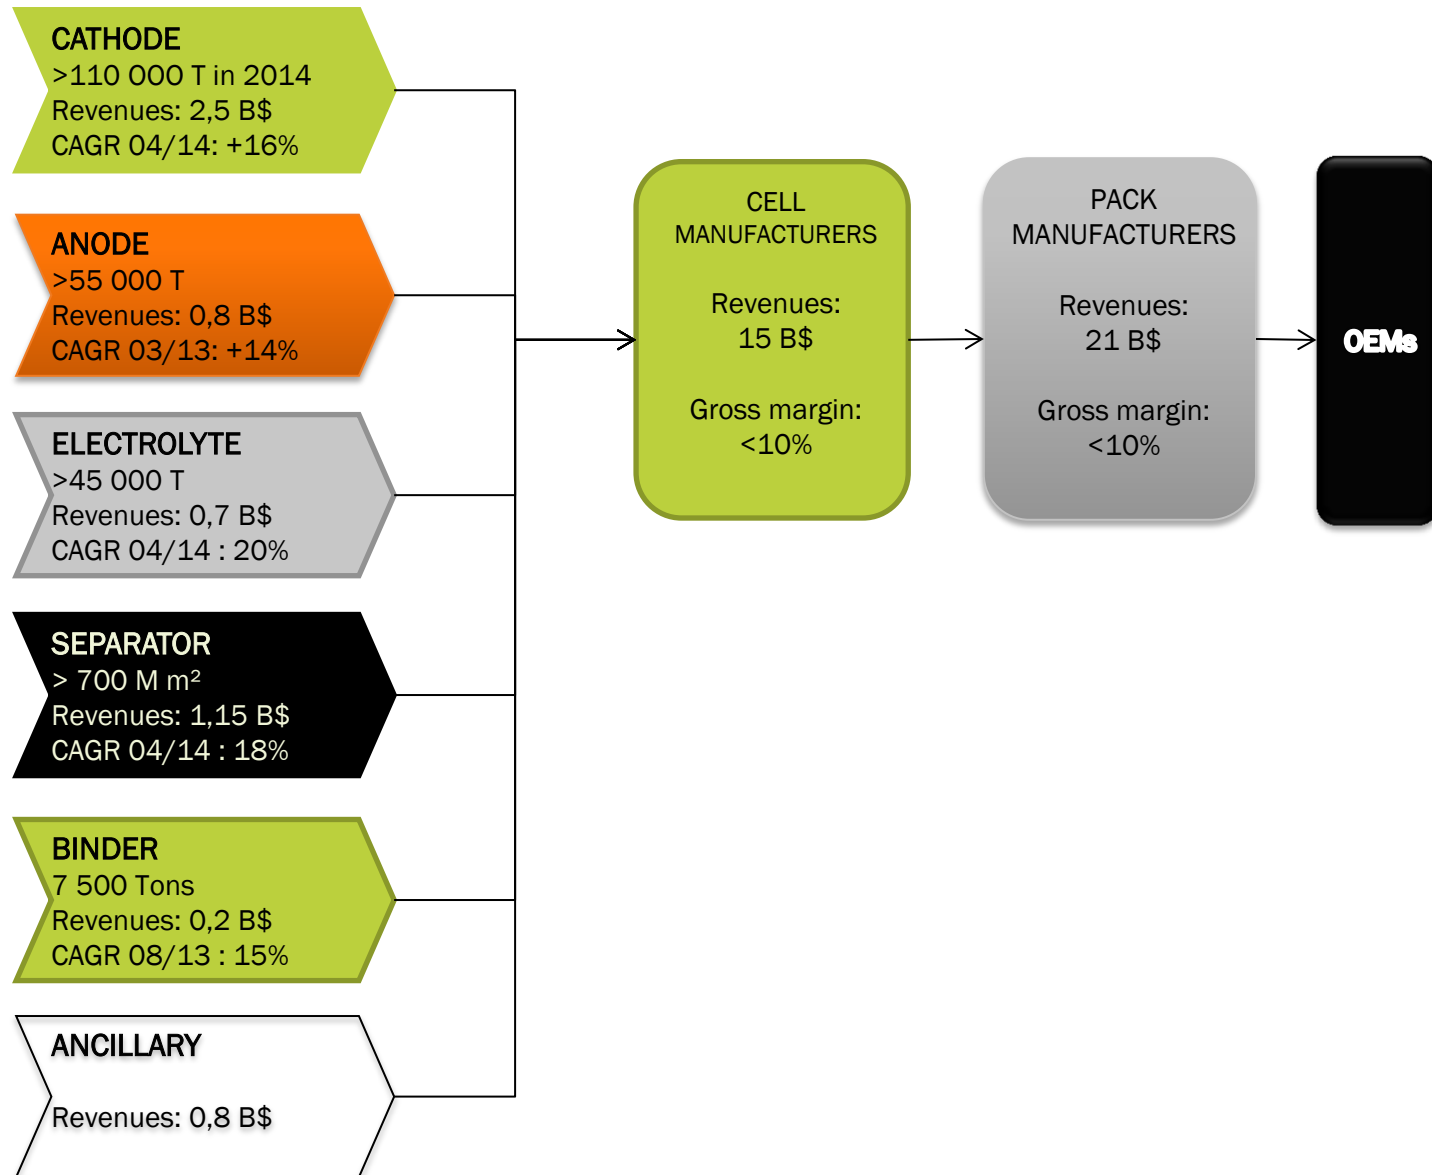 CATHODE
>110 000 T in 2014
Revenues: 2,5 B$
CAGR 04/14: +16%
ANODE
>55 000 T
Revenues: 0,8 B$
CAGR 03/13: +14%
ELECTROLYTE
>45 000 T
Revenues: 0,7 B$
CAGR 04/14 : 20%
SEPARATOR
> 700 M m²
Revenues: 1,15 B$
CAGR 04/14 : 18%
BINDER
7 500 Tons
Revenues: 0,2 B$
CAGR 08/13 : 15%
ANCILLARY
Revenues: 0,8 B$
CELL
MANUFACTURERS
Revenues:
15 B$
Gross margin:
<10%
PACK
MANUFACTURERS
Revenues:
21 B$
Gross margin:
<10%
OEMs